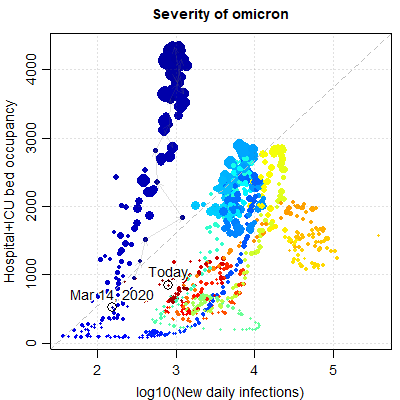 Severity of omicron
Hospital+ICU bed occupancy
4000
3000
2000
1000
0
Today
Mar 14, 2020
2 3 4 5
log10(New daily infections)